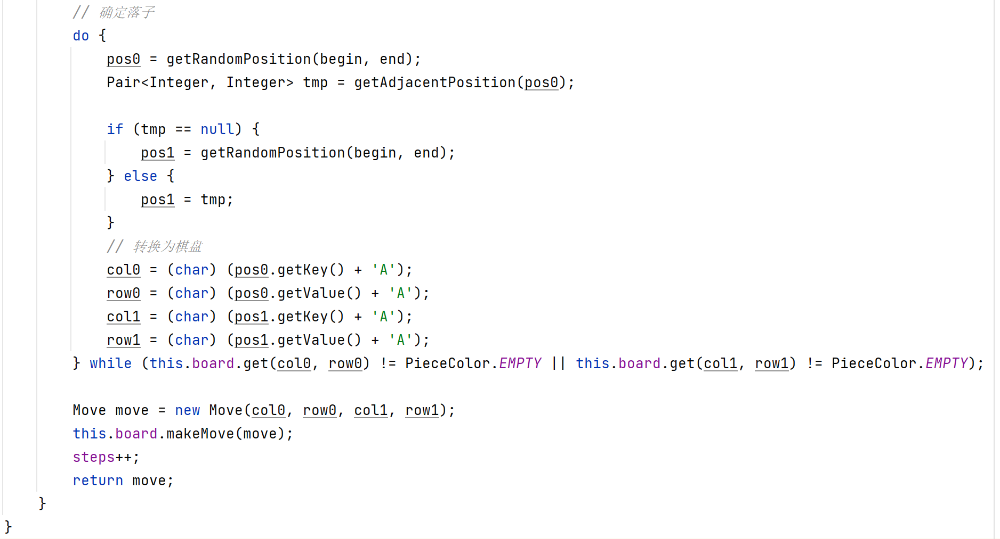 // 确定落子
do {
pos0 = getRandomPosition(begin, end);
Pair<Integer, Integer> tmp = getAdjacentPosition(pos0);
if (tmp == null) {
pos1 = getRandomPosition(begin, end);
} else {
pos1 = tmp;
}
// 转换为棋盘
col0 = (char) (pos0.getKey() + 'A');
row0 = (char) (pos0.getValue() + 'A');
col1 = (char) (pos1.getKey() + 'A');
row1 = (char) (pos1.getValue() + 'A');
} while (this.board.get(col0, row0) != PieceColor.EMPTY || this.board.get(col1, row1) != PieceColor.EMPTY);
Move move = new Move(col0, row0, col1, row1);
this.board.makeMove(move);
steps++;
return move;
}
}